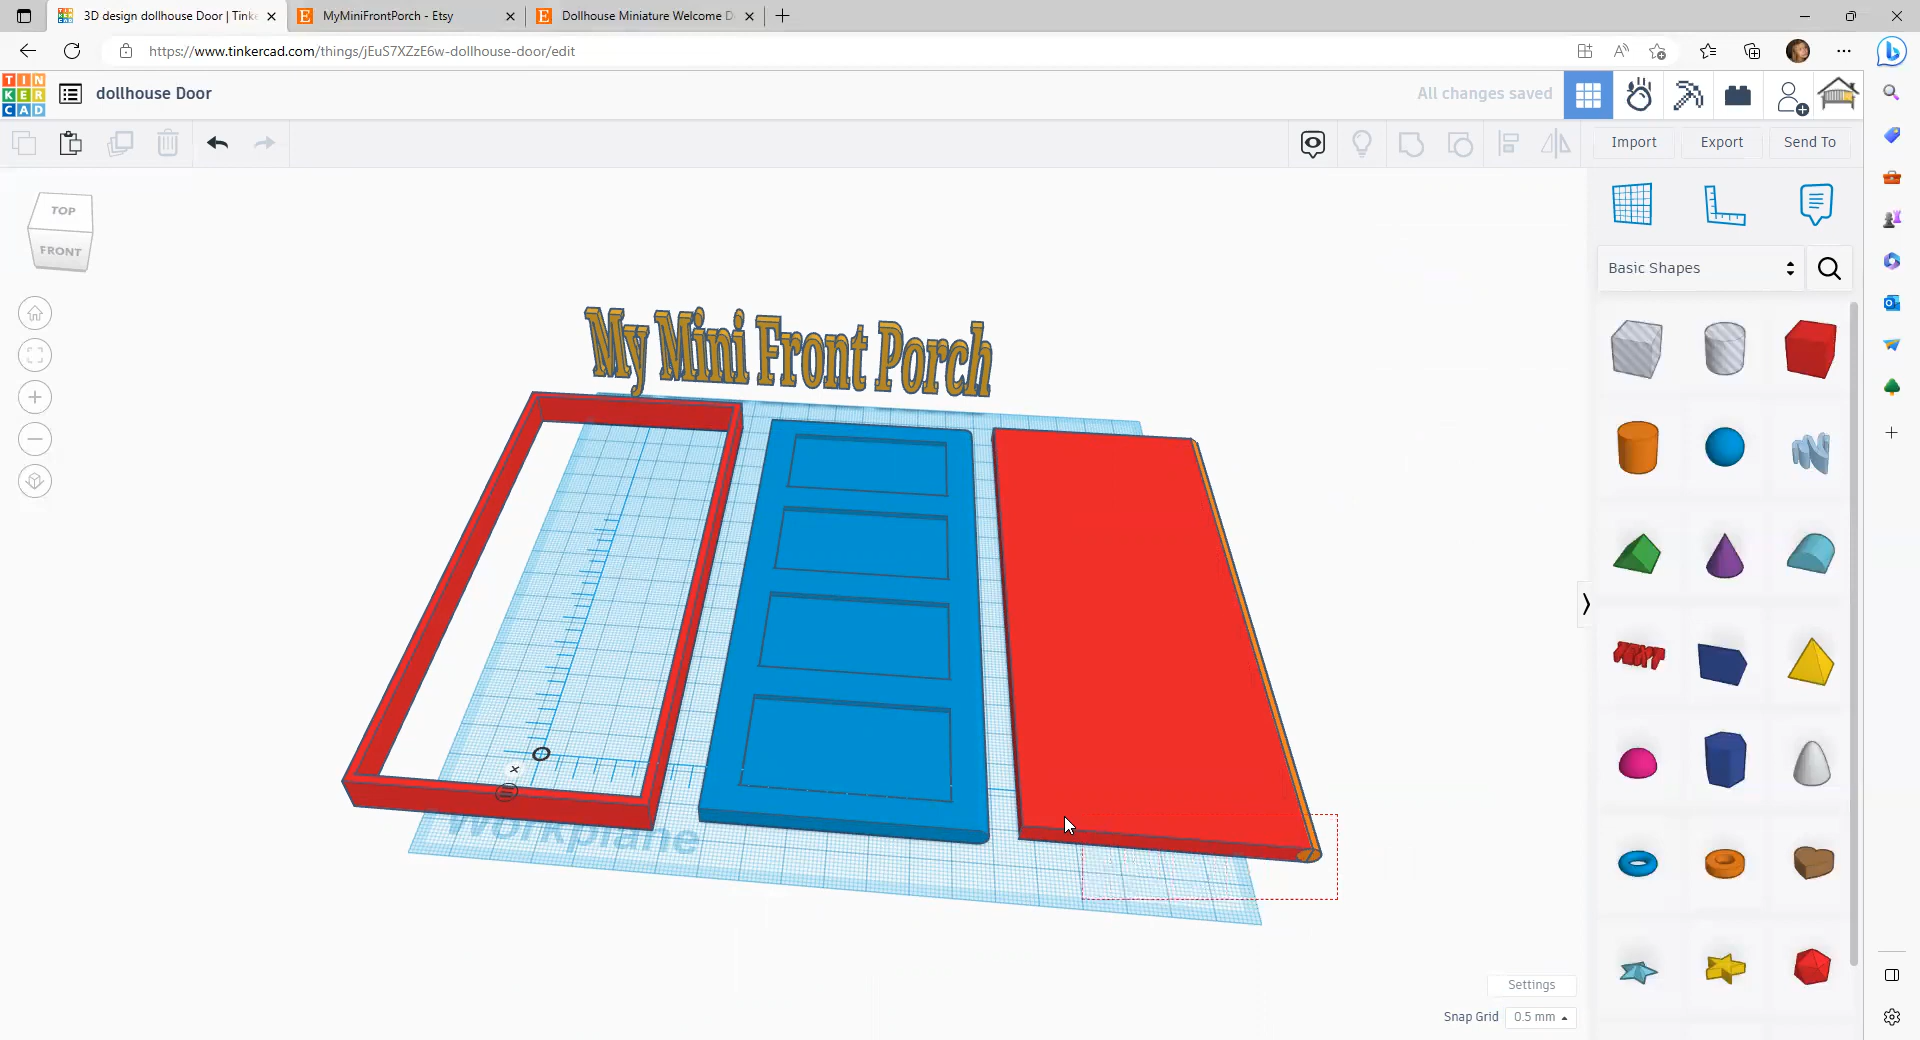 3D design dollhouse Door | Tinke
MyMiniFrontPorch - Etsy
Dollhouse Miniature Welcome D
https://www.tinkercad.com/things/jEuS7XZzE6w-dollhouse-door/edit
TIN
KER
CAD
dollhouse Door
All changes saved
Import
Export
Send To
TOP
FRONT
Basic Shapes
My Mini Front Porch
TEXT
Workplane
Settings
Snap Grid
0.5 mm